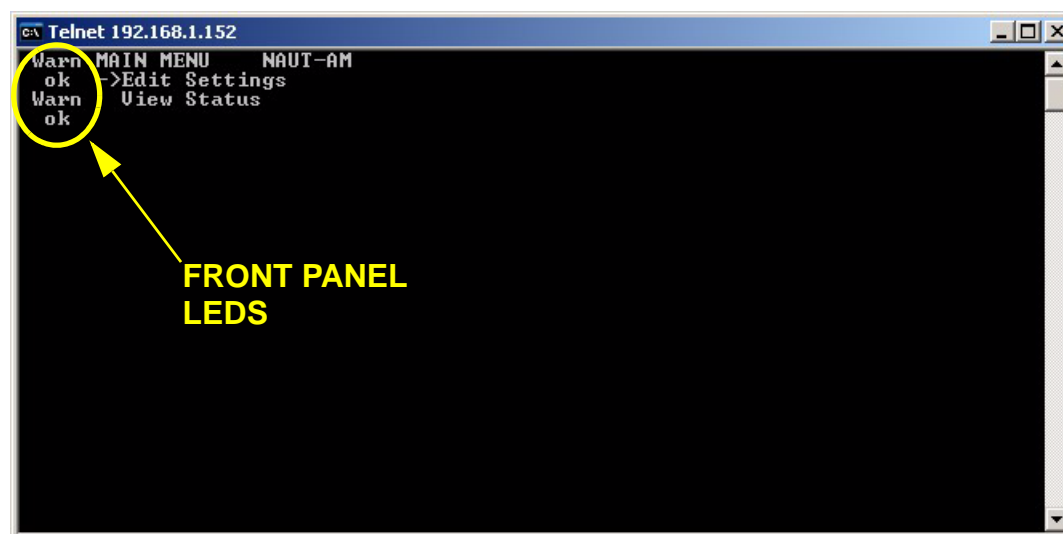 Telnet 192.168.1.152
Warn MAIN MENU NAUT-AM
ok ->Edit Settings
Warn View Status
ok
FRONT PANEL
LEDS